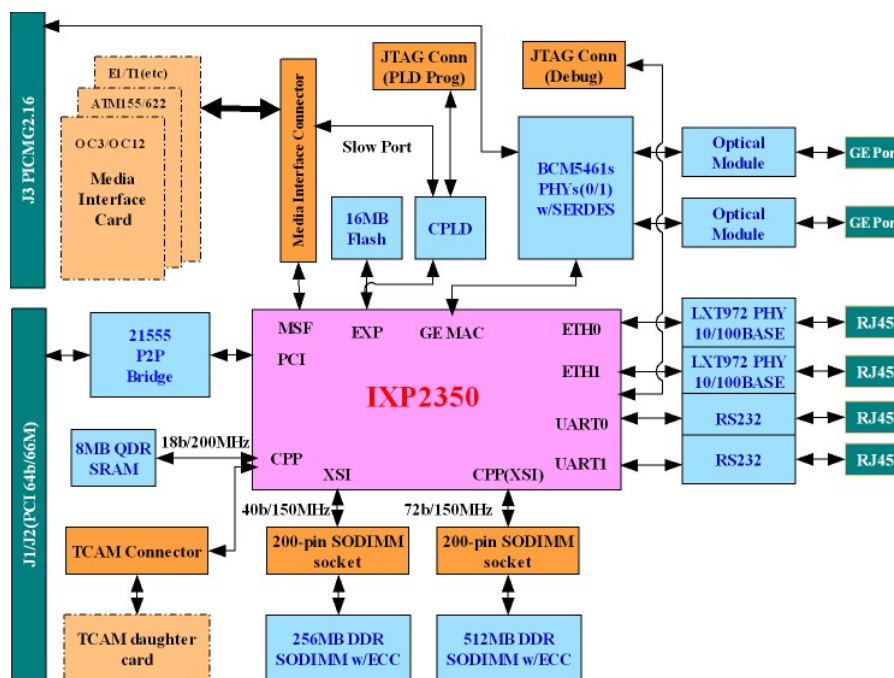 J3 PICMG2.16
E1/T1(etc)
ATM155/622
OC3/OC12
Media
Interface
Card
Media Interface Connector
JTAG Conn
(PLD Prog)
JTAG Conn
(Debug)
Slow Port
16MB
Flash
CPLD
BCM5461s
PHYs(0/1)
w/SERDES
Optical
Module
GE Por
Optical
Module
GE Por
J1/J2(PCI 64b/66M)
21555
P2P
Bridge
MSF
EXP
GE MAC
ETH0
PCI
ETH1
IXP2350
UART0
UART1
CPP
XSI
CPP(XSI)
LXT972 PHY
10/100BASE
RJ45
LXT972 PHY
10/100BASE
RJ45
RS232
RJ45
RS232
RJ45
8MB QDR
SRAM
18b/200MHz
40b/150MHz
72b/150MHz
TCAM Connector
200-pin SODIMM
socket
200-pin SODIMM
socket
TCAM daughter
card
256MB DDR
SODIMM w/ECC
512MB DDR
SODIMM w/ECC